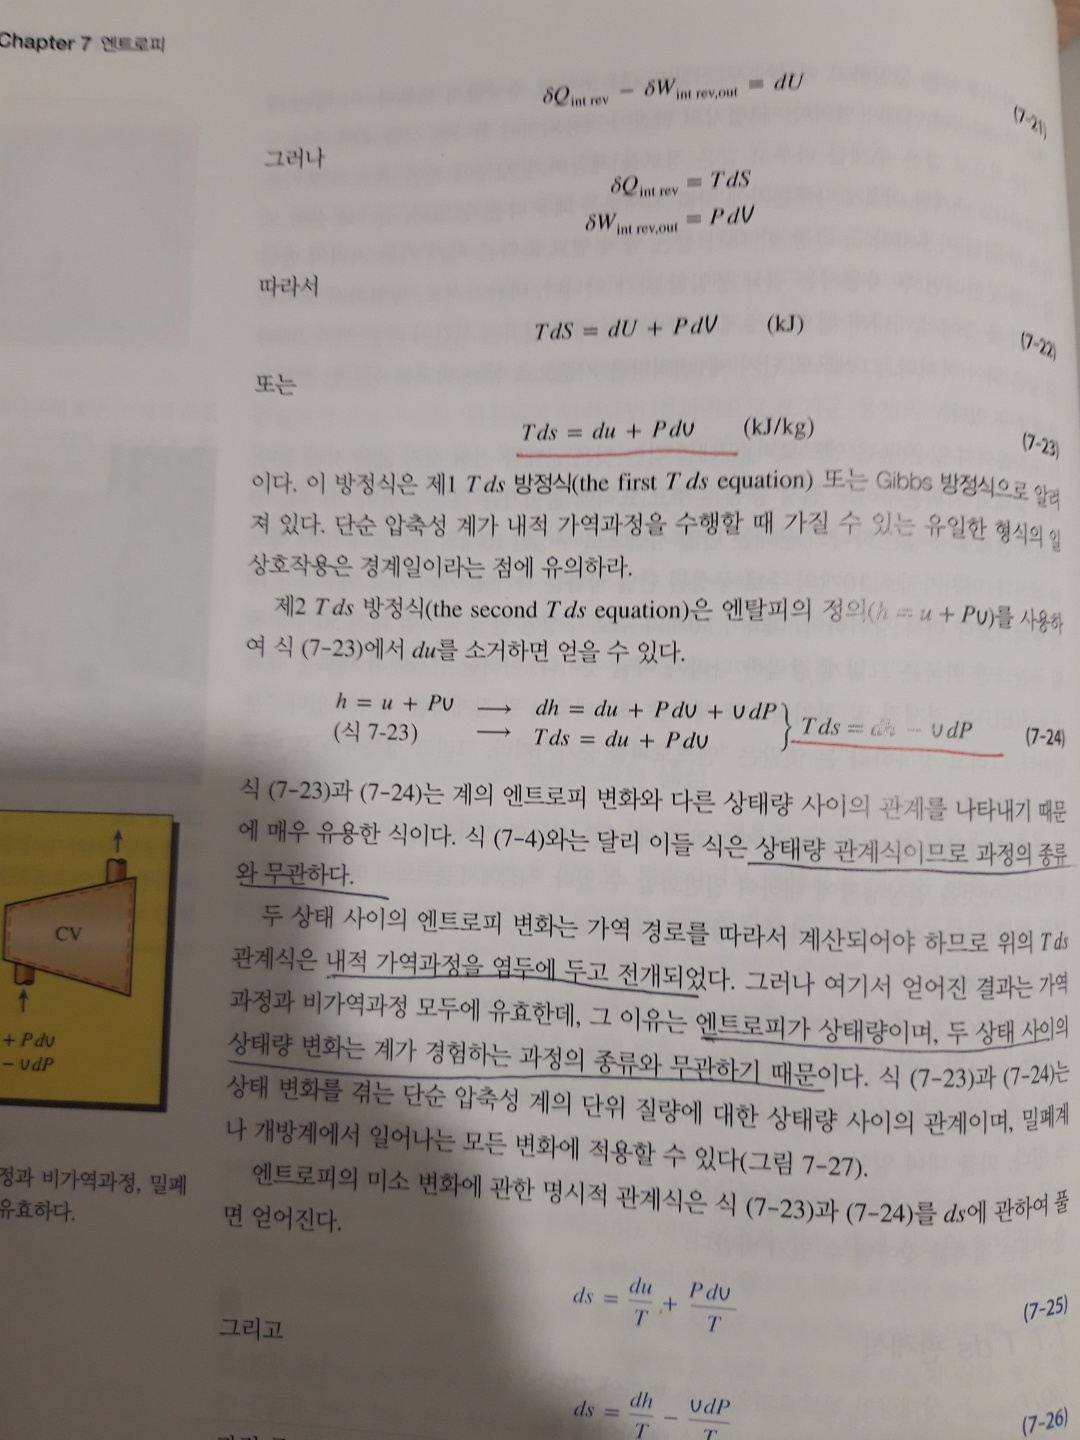 Chapter 7 엔트로피
δQint rev − δWint rev,out = dU (7-21)
그러나
δQint rev = T dS
δWint rev,out = P dV
따라서
T dS = dU + P dV (kJ) (7-22)
또는
T ds = du + P dυ (kJ/kg) (7-23)
이다. 이 방정식은 제1 T ds 방정식(the first T ds equation) 또는 Gibbs 방정식으로 알려
져 있다. 단순 압축성 계가 내적 가역과정을 수행할 때 가질 수 있는 유일한 형식의 일
상호작용은 경계일이라는 점에 유의하라.
제2 T ds 방정식(the second T ds equation)은 엔탈피의 정의(h = u + Pυ)를 사용하
여 식 (7-23)에서 du를 소거하면 얻을 수 있다.
h = u + Pυ ⟶ dh = du + P dυ + υ dP
(식 7-23) ⟶ T ds = du + P dυ } T ds = dh − υ dP (7-24)
식 (7-23)과 (7-24)는 계의 엔트로피 변화와 다른 상태량 사이의 관계를 나타내기 때문
에 매우 유용한 식이다. 식 (7-4)와는 달리 이들 식은 상태량 관계식이므로 과정의 종류
와 무관하다.
두 상태 사이의 엔트로피 변화는 가역 경로를 따라서 계산되어야 하므로 위의 T ds
관계식은 내적 가역과정을 염두에 두고 전개되었다. 그러나 여기서 얻어진 결과는 가역
과정과 비가역과정 모두에 유효한데, 그 이유는 엔트로피가 상태량이며, 두 상태 사이의
상태량 변화는 계가 경험하는 과정의 종류와 무관하기 때문이다. 식 (7-23)과 (7-24)는
상태 변화를 겪는 단순 압축성 계의 단위 질량에 대한 상태량 사이의 관계이며, 밀폐계
나 개방계에서 일어나는 모든 변화에 적용할 수 있다(그림 7-27).
엔트로피의 미소 변화에 관한 명시적 관계식은 식 (7-23)과 (7-24)를 ds에 관하여 풀
면 얻어진다.
ds = du/T + P dυ/T (7-25)
그리고
ds = dh/T − υ dP/T (7-26)
CV
+ P dυ
− υ dP
정과 비가역과정, 밀폐
유효하다.